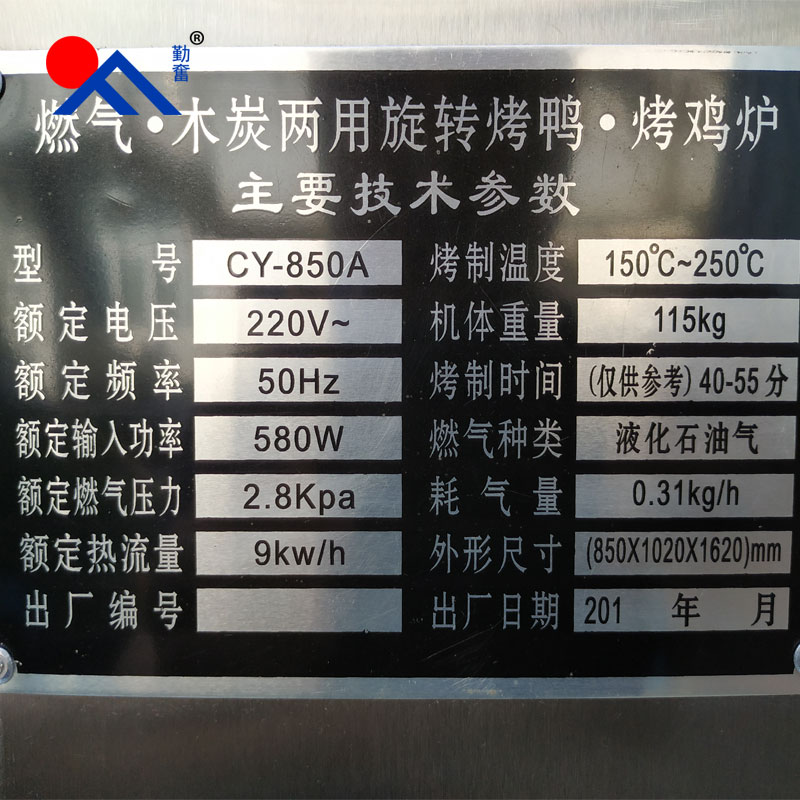 勤奮®
燃气·木炭两用旋转烤鸭·烤鸡炉
主要技术参数
型号 CY-850A 烤制温度 150℃~250℃
额定电压 220V~ 机体重量 115kg
额定频率 50Hz 烤制时间 (仅供参考) 40-55分
额定输入功率 580W 燃气种类 液化石油气
额定燃气压力 2.8Kpa 耗气量 0.31kg/h
额定热流量 9kw/h 外形尺寸 (850X1020X1620)mm
出厂编号 出厂日期 201 年 月